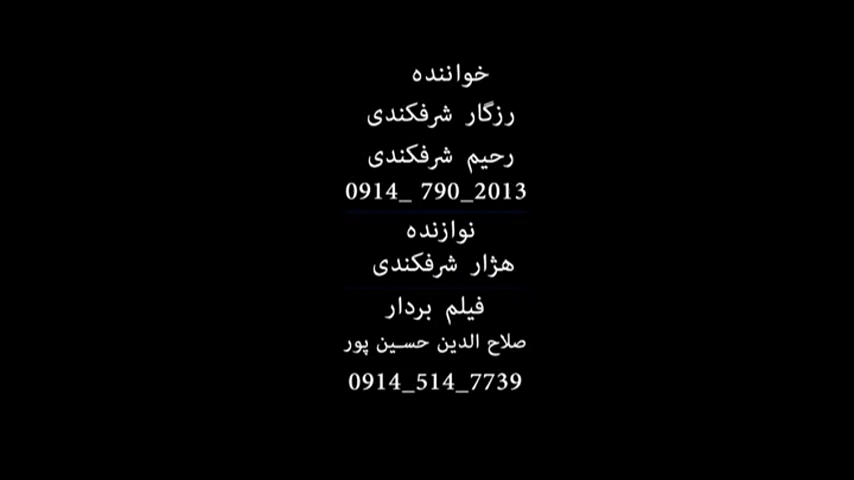 خواننده
رزگار شرفکندی
رحیم شرفکندی
0914_ 790_2013
نوازنده
هژار شرفکندی
فیلم بردار
صلاح الدین حسین پور
0914_514_7739